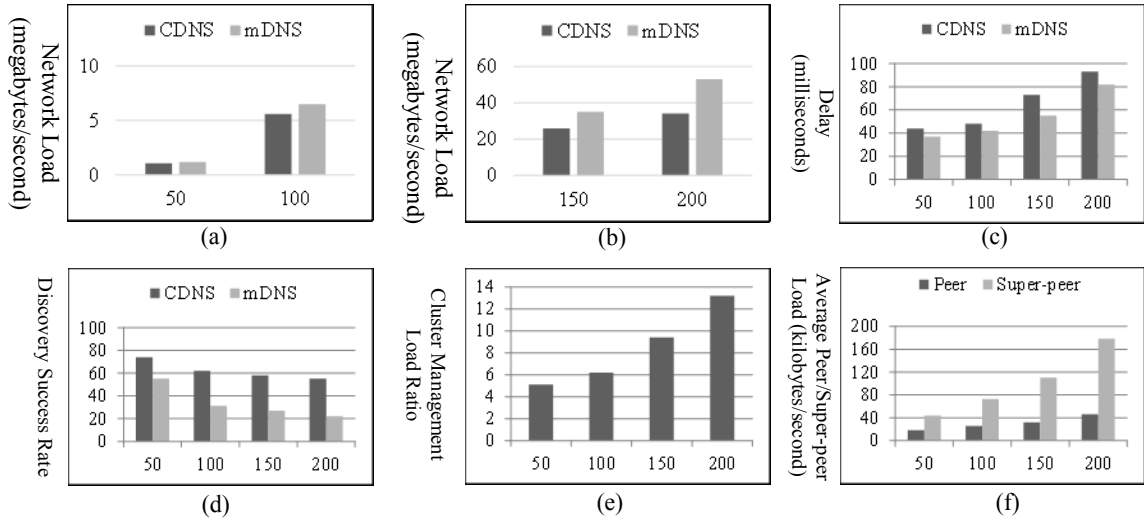 CDNS mDNS
Network Load
(megabytes/second)
10
5
0
50 100
(a)
CDNS mDNS
Network Load
(megabytes/second)
60
40
20
0
150 200
(b)
CDNS mDNS
Delay
(milliseconds)
100
80
60
40
20
0
50 100 150 200
(c)
CDNS mDNS
Discovery Success Rate
100
80
60
40
20
0
50 100 150 200
(d)
Cluster Management
Load Ratio
14
12
10
8
6
4
2
0
50 100 150 200
(e)
Peer Super-peer
Average Peer/Super-peer
Load (kilobytes/second)
200
160
120
80
40
0
50 100 150 200
(f)